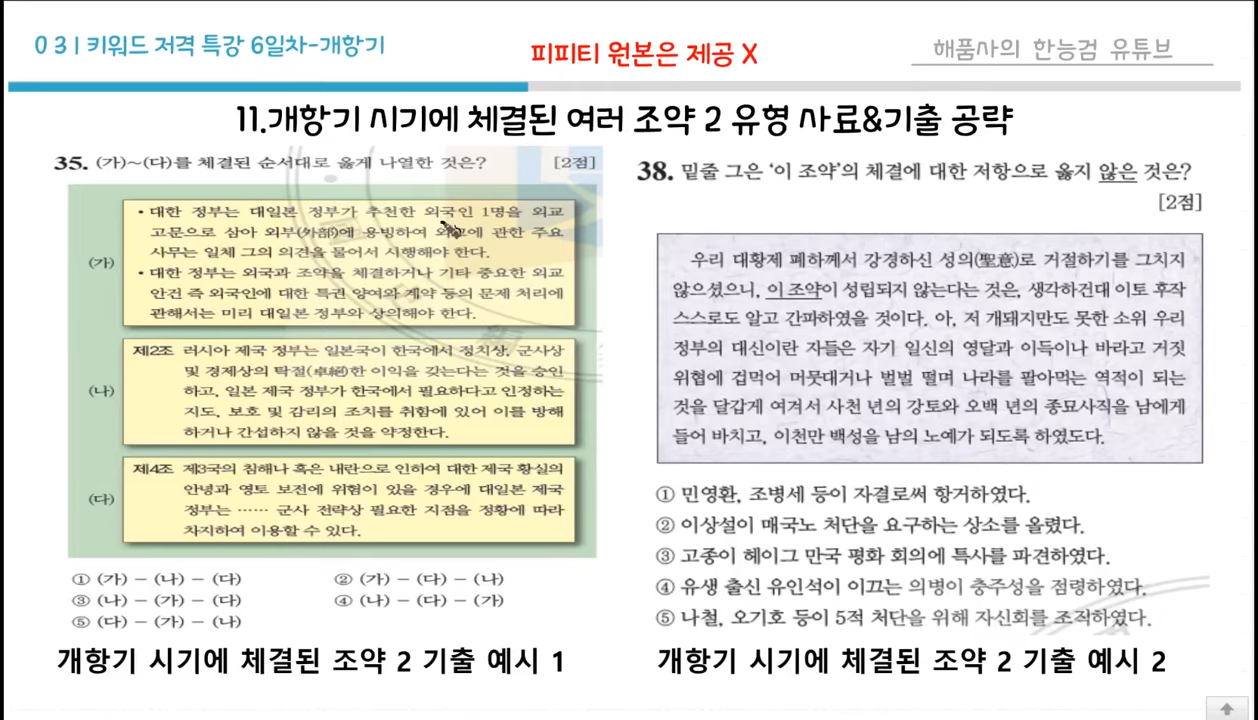 03 | 키워드 저격 특강 6일차-개항기
피피티 원본은 제공 X
해품사의 한능검 유튜브
11.개항기 시기에 체결된 여러 조약 2 유형 사료&기출 공략
35. (가)~(다)를 체결된 순서대로 옳게 나열한 것은? [2점]
(가)
• 대한 정부는 대일본 정부가 추천한 외국인 1명을 외교
고문으로 삼아 외부(外部)에 용빙하여 외교에 관한 주요
사무는 일체 그의 의견을 물어서 시행해야 한다.
• 대한 정부는 외국과 조약을 체결하거나 기타 중요한 외교
안건 즉 외국인에 대한 특권 양여와 계약 등의 문제 처리에
관해서는 미리 대일본 정부와 상의해야 한다.
(나)
제2조 러시아 제국 정부는 일본국이 한국에서 정치상, 군사상
및 경제상의 탁절(卓絕)한 이익을 갖는다는 것을 승인
하고, 일본 제국 정부가 한국에서 필요하다고 인정하는
지도, 보호 및 감리의 조치를 취함에 있어 이를 방해
하거나 간섭하지 않을 것을 약정한다.
(다)
제4조 제3국의 침해나 혹은 내란으로 인하여 대한 제국 황실의
안녕과 영토 보전에 위험이 있을 경우에 대일본 제국
정부는 …… 군사 전략상 필요한 지점을 정황에 따라
차지하여 이용할 수 있다.
① (가) – (나) – (다) ② (가) – (다) – (나)
③ (나) – (가) – (다) ④ (나) – (다) – (가)
⑤ (다) – (가) – (나)
개항기 시기에 체결된 조약 2 기출 예시 1
38. 밑줄 그은 ‘이 조약’의 체결에 대한 저항으로 옳지 않은 것은?
[2점]
우리 대황제 폐하께서 강경하신 성의(聖意)로 거절하기를 그치지
않으셨으니, 이 조약이 성립되지 않는다는 것은, 생각하건대 이토 후작
스스로도 알고 간파하였을 것이다. 아, 저 개돼지만도 못한 소위 우리
정부의 대신이란 자들은 자기 일신의 영달과 이득이나 바라고 거짓
위협에 겁먹어 머뭇대거나 벌벌 떨며 나라를 팔아먹는 역적이 되는
것을 달갑게 여겨서 사천 년의 강토와 오백 년의 종묘사직을 남에게
들어 바치고, 이천만 백성을 남의 노예가 되도록 하였도다.
① 민영환, 조병세 등이 자결로써 항거하였다.
② 이상설이 매국노 처단을 요구하는 상소를 올렸다.
③ 고종이 헤이그 만국 평화 회의에 특사를 파견하였다.
④ 유생 출신 유인석이 이끄는 의병이 충주성을 점령하였다.
⑤ 나철, 오기호 등이 5적 처단을 위해 자신회를 조직하였다.
개항기 시기에 체결된 조약 2 기출 예시 2